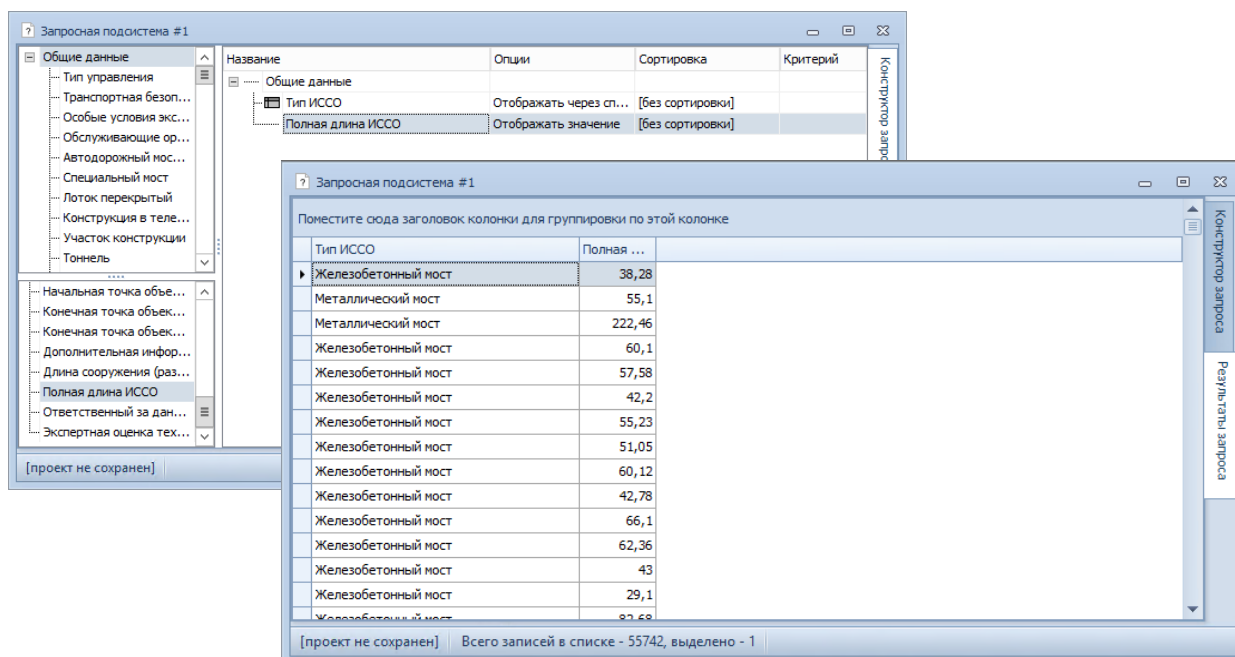 Запросная подсистема #1
Общие данные
Тип управления
Транспортная безоп...
Особые условия экс...
Обслуживающие ор...
Автодорожный мос...
Специальный мост
Лоток перекрытый
Конструкция в теле...
Участок конструкции
Тоннель
Начальная точка объе...
Конечная точка объек...
Конечная точка объек...
Дополнительная инфор...
Длина сооружения (раз...
Полная длина ИССО
Ответственный за дан...
Экспертная оценка тех...
[проект не сохранен]
Название Опции Сортировка Критерий
Общие данные
Тип ИССО Отображать через сп... [без сортировки]
Полная длина ИССО Отображать значение [без сортировки]
Конструктор запро
Запросная подсистема #1
Поместите сюда заголовок колонки для группировки по этой колонке
Тип ИССО Полная ...
Железобетонный мост 38,28
Металлический мост 55,1
Металлический мост 222,46
Железобетонный мост 60,1
Железобетонный мост 57,58
Железобетонный мост 42,2
Железобетонный мост 55,23
Железобетонный мост 51,05
Железобетонный мост 60,12
Железобетонный мост 42,78
Железобетонный мост 66,1
Железобетонный мост 62,36
Железобетонный мост 43
Железобетонный мост 29,1
Железобетонный мост 82,68
Конструктор запроса
Результаты запроса
[проект не сохранен] Всего записей в списке - 55742, выделено - 1